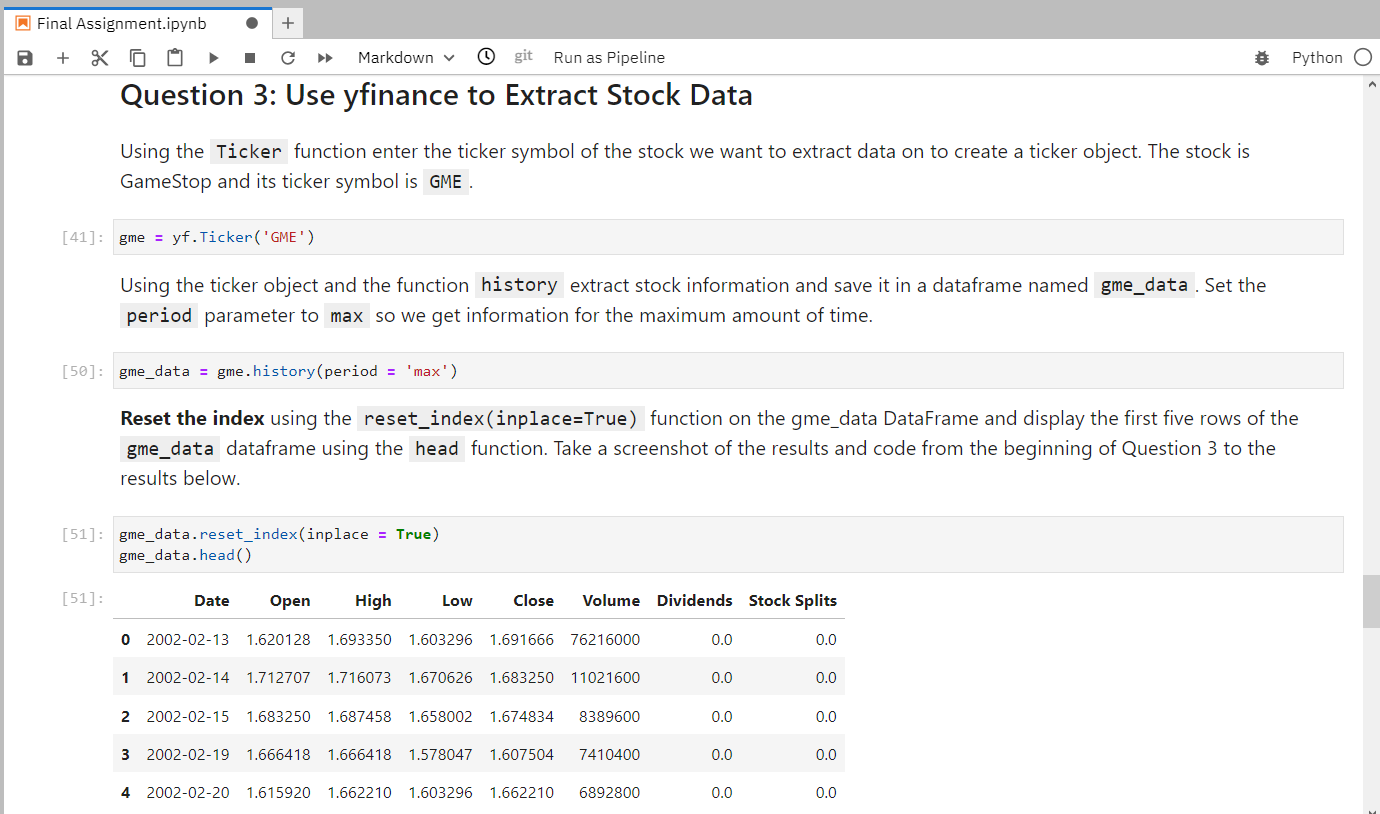 Final Assignment.ipynb
Markdown
git
Run as Pipeline
Python
Question 3: Use yfinance to Extract Stock Data
Using the Ticker function enter the ticker symbol of the stock we want to extract data on to create a ticker object. The stock is
GameStop and its ticker symbol is GME .
[41]: gme = yf.Ticker('GME')
Using the ticker object and the function history extract stock information and save it in a dataframe named gme_data . Set the
period parameter to max so we get information for the maximum amount of time.
[50]: gme_data = gme.history(period = 'max')
Reset the index using the reset_index(inplace=True) function on the gme_data DataFrame and display the first five rows of the
gme_data dataframe using the head function. Take a screenshot of the results and code from the beginning of Question 3 to the
results below.
[51]: gme_data.reset_index(inplace = True)
gme_data.head()
[51]: Date Open High Low Close Volume Dividends Stock Splits
0 2002-02-13 1.620128 1.693350 1.603296 1.691666 76216000 0.0 0.0
1 2002-02-14 1.712707 1.716073 1.670626 1.683250 11021600 0.0 0.0
2 2002-02-15 1.683250 1.687458 1.658002 1.674834 8389600 0.0 0.0
3 2002-02-19 1.666418 1.666418 1.578047 1.607504 7410400 0.0 0.0
4 2002-02-20 1.615920 1.662210 1.603296 1.662210 6892800 0.0 0.0